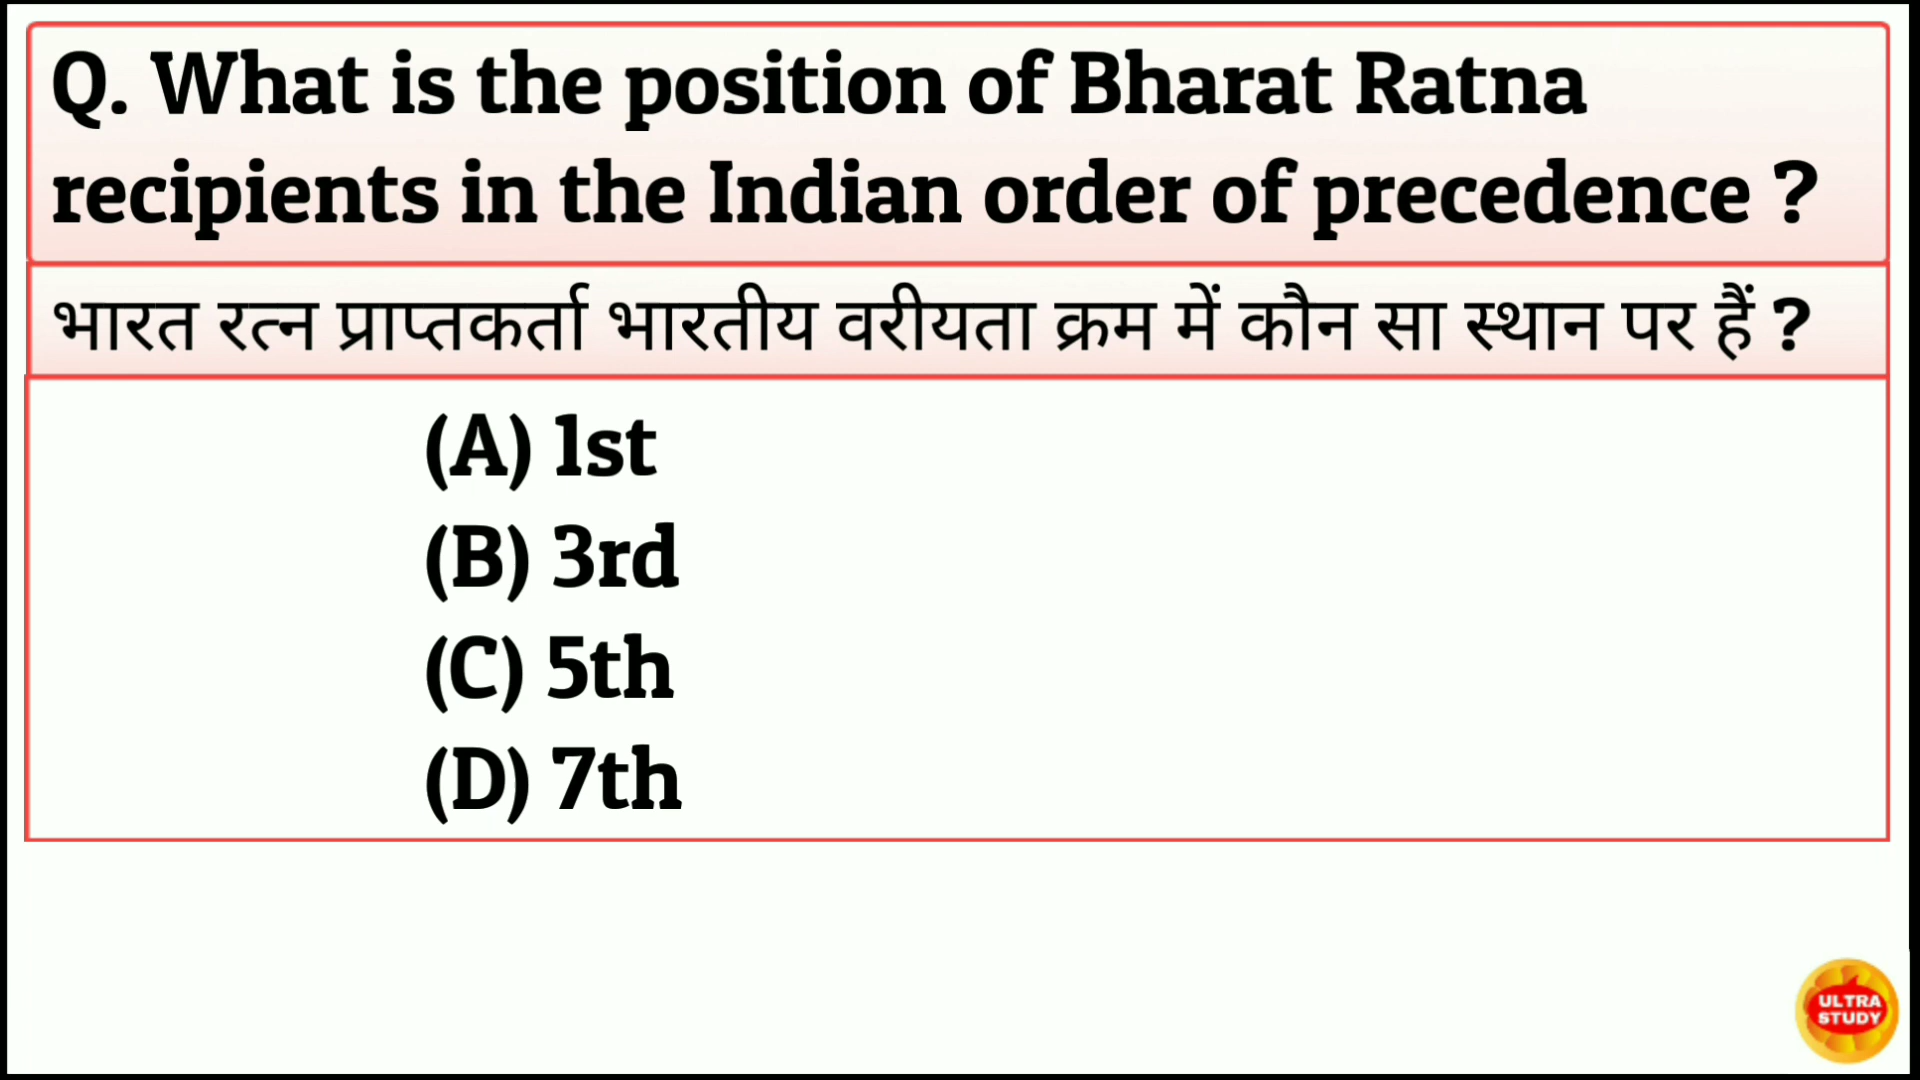 Q. What is the position of Bharat Ratna
recipients in the Indian order of precedence ?
भारत रत्न प्राप्तकर्ता भारतीय वरीयता क्रम में कौन सा स्थान पर हैं ?
(A) 1st
(B) 3rd
(C) 5th
(D) 7th
ULTRA
STUDY